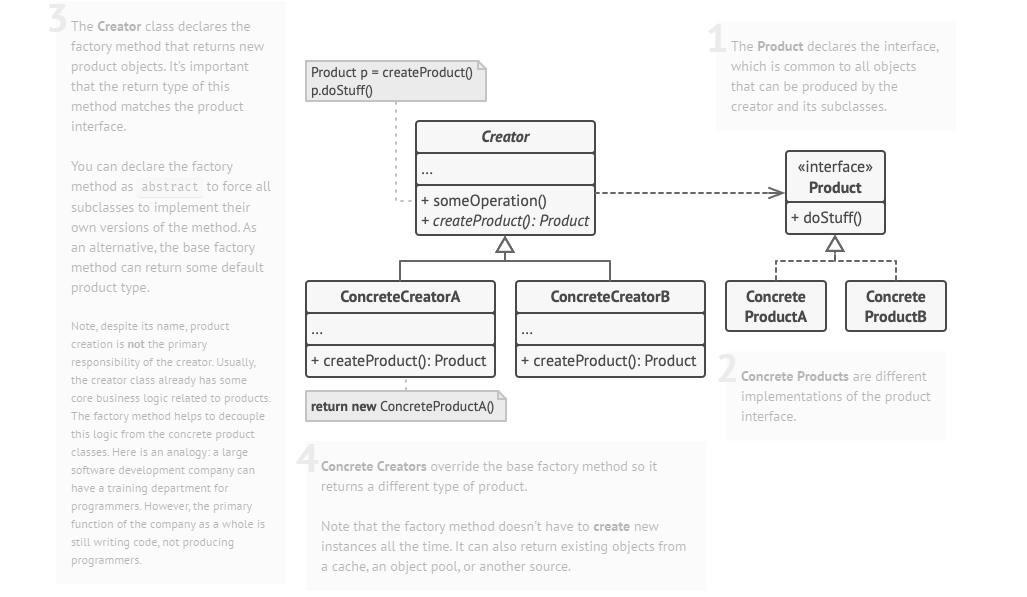 3
The Creator class declares the
factory method that returns new
product objects. It's important
that the return type of this
method matches the product
interface.
You can declare the factory
method as abstract to force all
subclasses to implement their
own versions of the method. As
an alternative, the base factory
method can return some default
product type.
Note, despite its name, product
creation is not the primary
responsibility of the creator. Usually,
the creator class already has some
core business logic related to products.
The factory method helps to decouple
this logic from the concrete product
classes. Here is an analogy: a large
software development company can
have a training department for
programmers. However, the primary
function of the company as a whole is
still writing code, not producing
programmers.
Product p = createProduct()
p.doStuff()
Creator
...
+ someOperation()
+ createProduct(): Product
ConcreteCreatorA
...
+ createProduct(): Product
ConcreteCreatorB
...
+ createProduct(): Product
return new ConcreteProductA()
1
The Product declares the interface,
which is common to all objects
that can be produced by the
creator and its subclasses.
«interface»
Product
+ doStuff()
Concrete
ProductA
Concrete
ProductB
2
Concrete Products are different
implementations of the product
interface.
4
Concrete Creators override the base factory method so it
returns a different type of product.
Note that the factory method doesn't have to create new
instances all the time. It can also return existing objects from
a cache, an object pool, or another source.